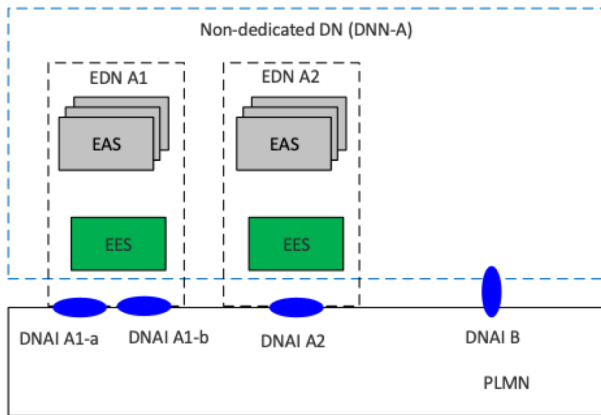 Non-dedicated DN (DNN-A)
EDN A1
EDN A2
EAS
EAS
EES
EES
DNAI A1-a
DNAI A1-b
DNAI A2
DNAI B
PLMN